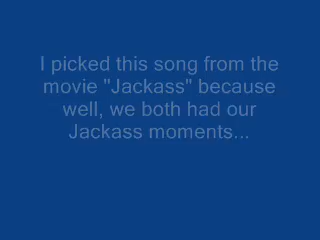 I picked this song from the
movie "Jackass" because
well, we both had our
Jackass moments...